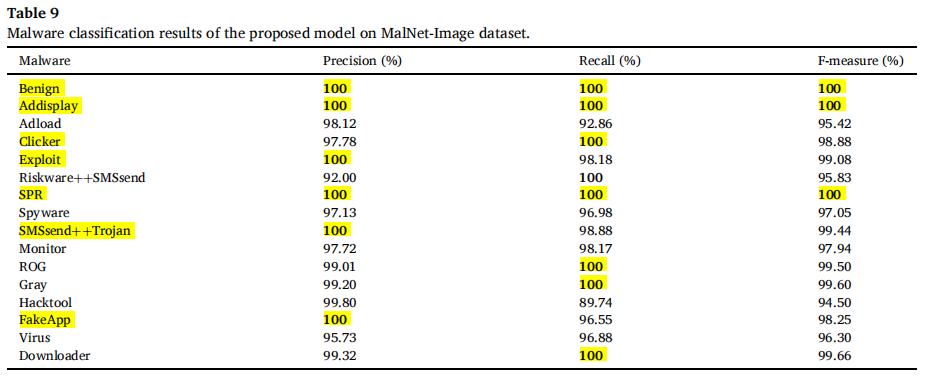 Table 9
Malware classification results of the proposed model on MalNet-Image dataset.
Malware Precision (%) Recall (%) F-measure (%)
Benign 100 100 100
Addisplay 100 100 100
Adload 98.12 92.86 95.42
Clicker 97.78 100 98.88
Exploit 100 98.18 99.08
Riskware++SMSsend 92.00 100 95.83
SPR 100 100 100
Spyware 97.13 96.98 97.05
SMSsend++Trojan 100 98.88 99.44
Monitor 97.72 98.17 97.94
ROG 99.01 100 99.50
Gray 99.20 100 99.60
Hacktool 99.80 89.74 94.50
FakeApp 100 96.55 98.25
Virus 95.73 96.88 96.30
Downloader 99.32 100 99.66